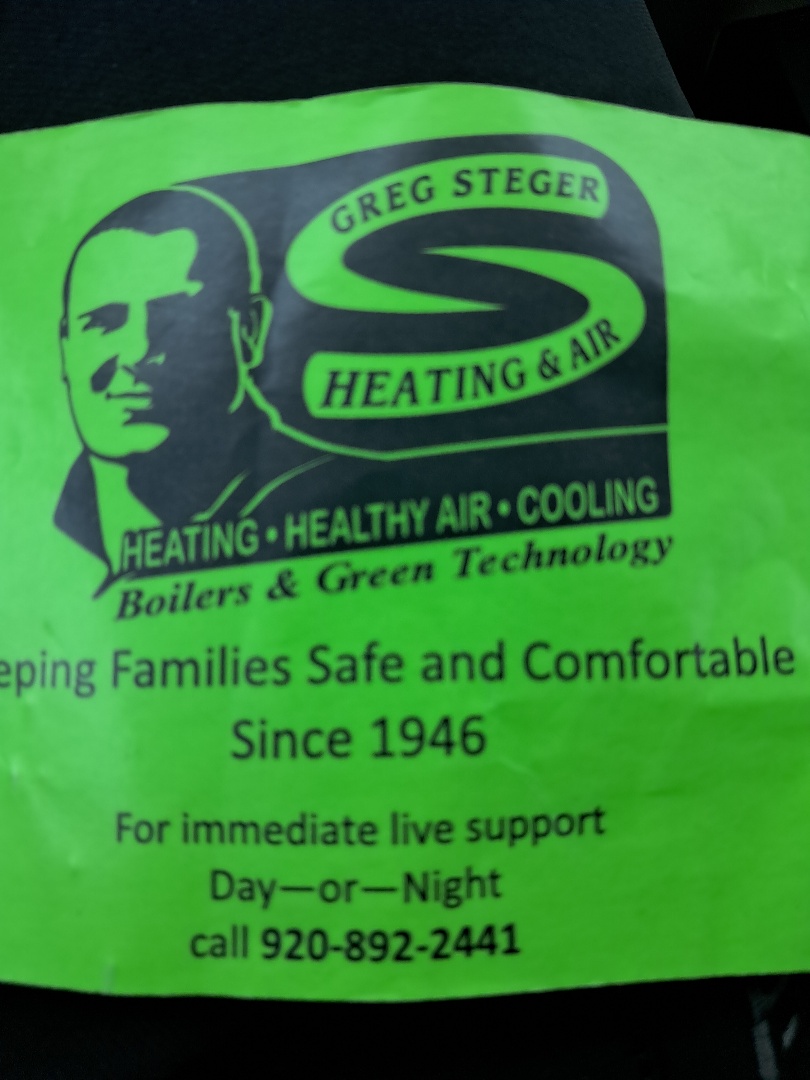 GREG STEGER
HEATING & AIR
HEATING • HEALTHY AIR • COOLING
Boilers & Green Technology
eping Families Safe and Comfortable
Since 1946
For immediate live support
Day—or—Night
call 920-892-2441